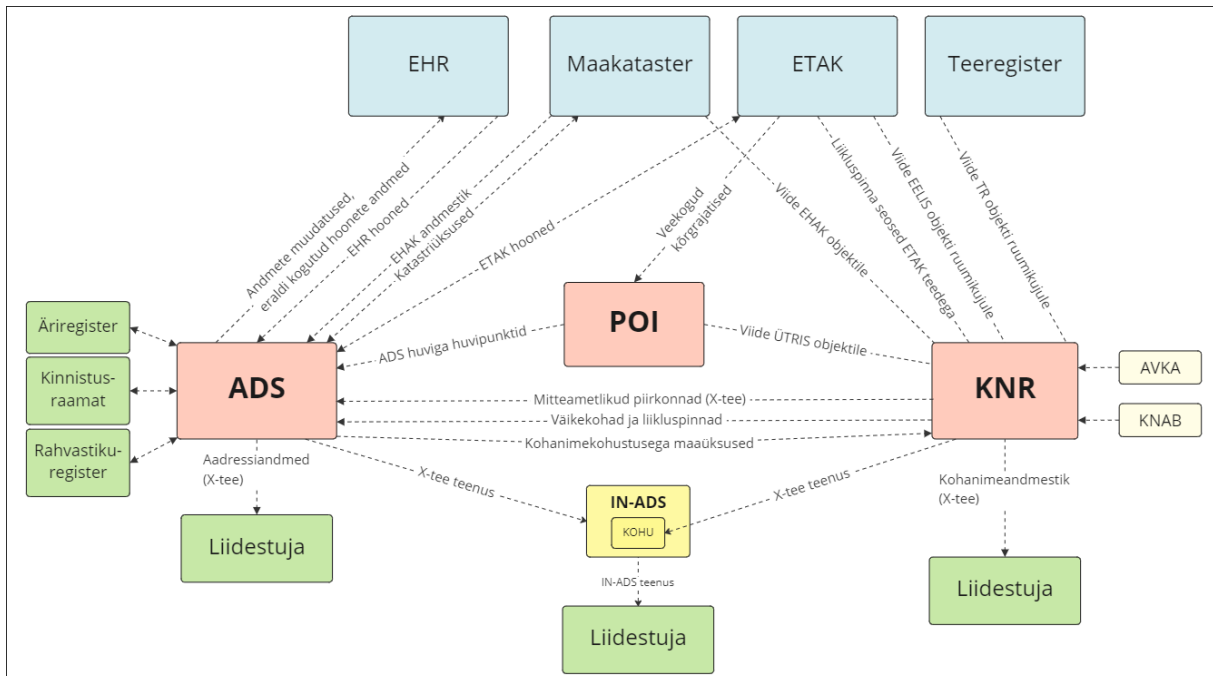 EHR
Maakataster
ETAK
Teeregister
Andmete muudatused,
eraldi kogutud hoonete andmed
EHR hooned
EHAK andmestik
Katastriüksused
ETAK hooned
Veekogud
kõrgrajatised
Viide EHAK objektile
Liikluspinna seosed ETAK teedega
Viide EELIS objekti ruumikujule
Viide TR objekti ruumikujule
Äriregister
Kinnistus-
raamat
Rahvastiku-
register
ADS
ADS huviga huvipunktid
POI
Viide ÜTRIS objektile
KNR
AVKA
KNAB
Mitteametlikud piirkonnad (X-tee)
Väikekohad ja liikluspinnad
Kohanimekohustusega maaüksused
Aadressiandmed
(X-tee)
X-tee teenus
X-tee teenus
Kohanimeandmestik
(X-tee)
IN-ADS
KOHU
Liidestuja
IN-ADS teenus
Liidestuja
Liidestuja